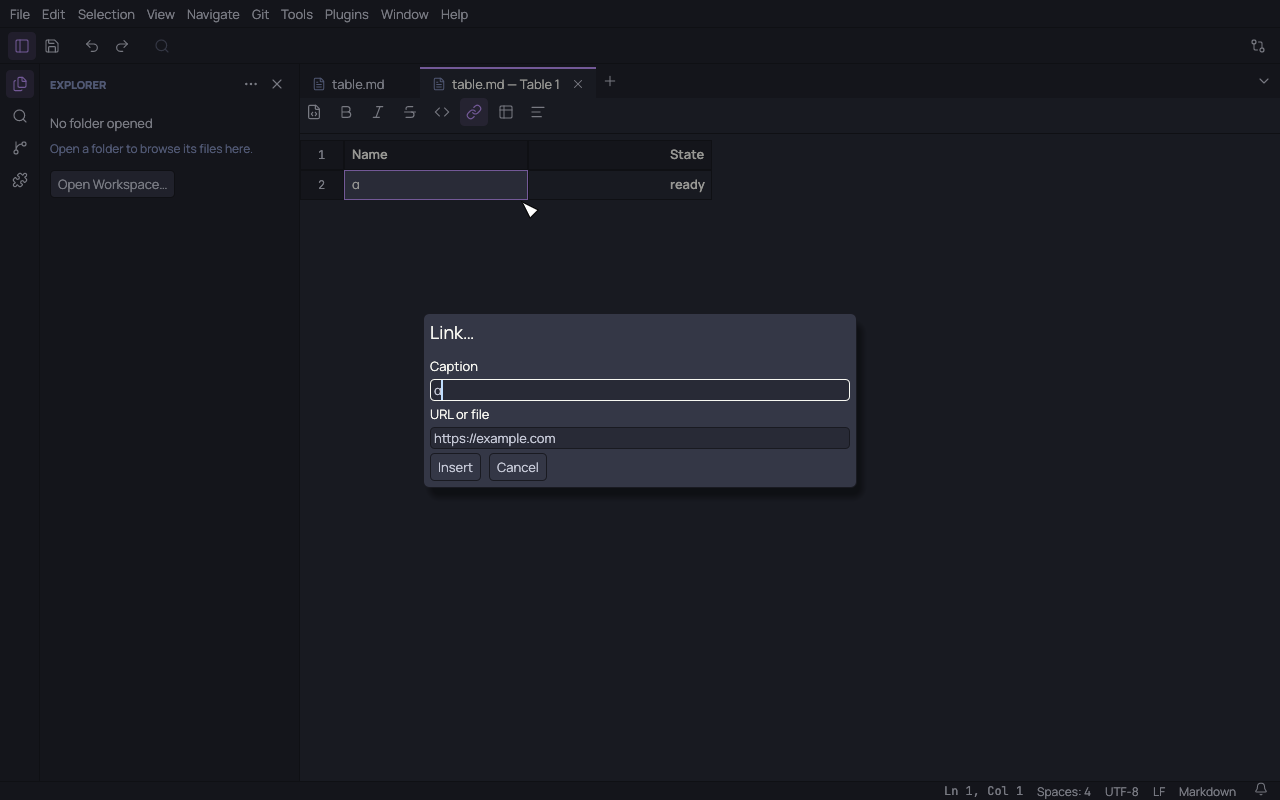 File Edit Selection View Navigate Git Tools Plugins Window Help
EXPLORER
No folder opened
Open a folder to browse its files here.
Open Workspace...
table.md
table.md — Table 1
1 Name State
2 a ready
Link...
Caption
a
URL or file
https://example.com
Insert Cancel
Ln 1, Col 1 Spaces: 4 UTF-8 LF Markdown